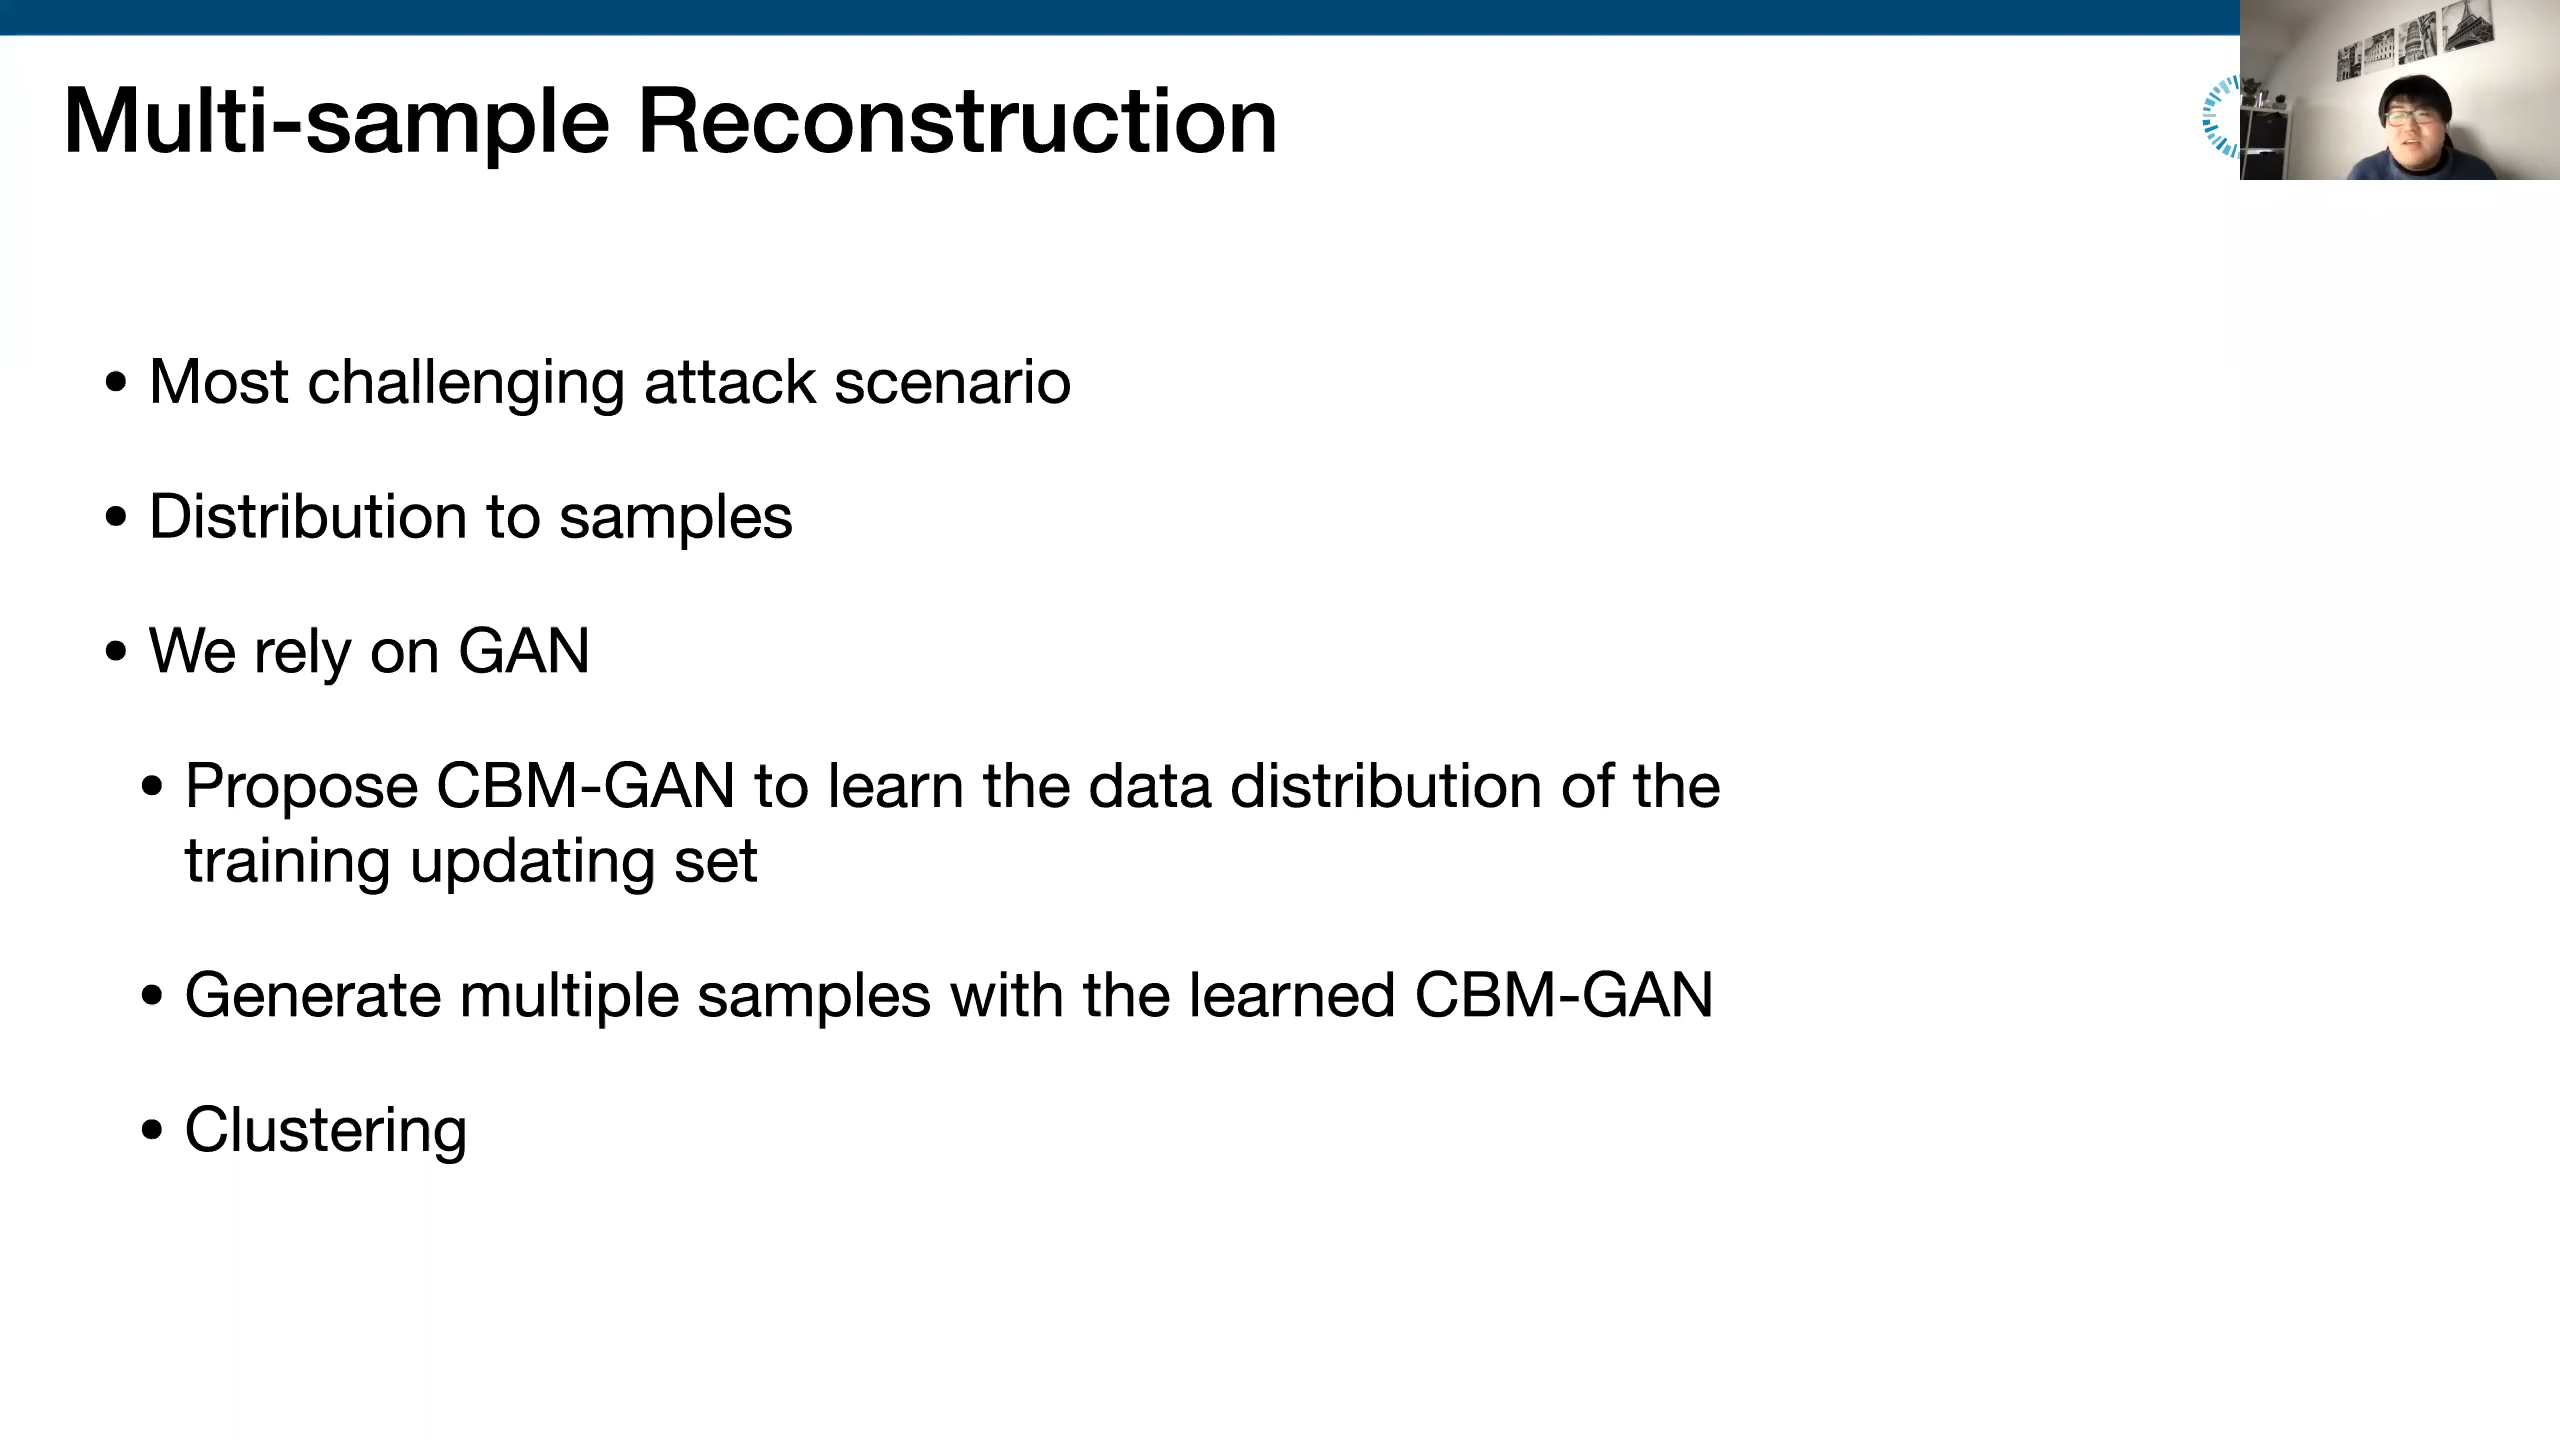 Multi-sample Reconstruction
• Most challenging attack scenario
• Distribution to samples
• We rely on GAN
• Propose CBM-GAN to learn the data distribution of the
training updating set
• Generate multiple samples with the learned CBM-GAN
• Clustering